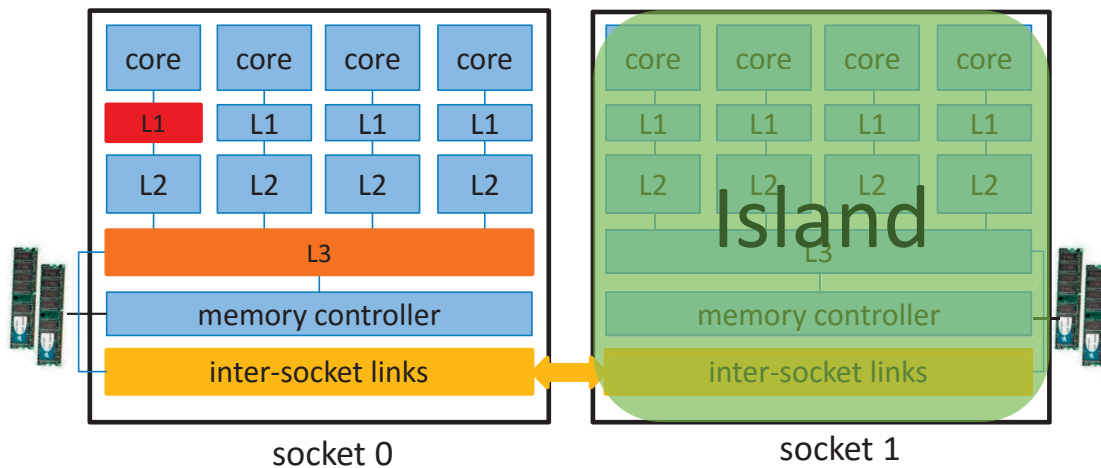 core core core core
L1 L1 L1 L1
L2 L2 L2 L2
L3
memory controller
inter-socket links
socket 0
core core core core
L1 L1 L1 L1
L2 L2 L2 L2
Island
L3
memory controller
inter-socket links
socket 1